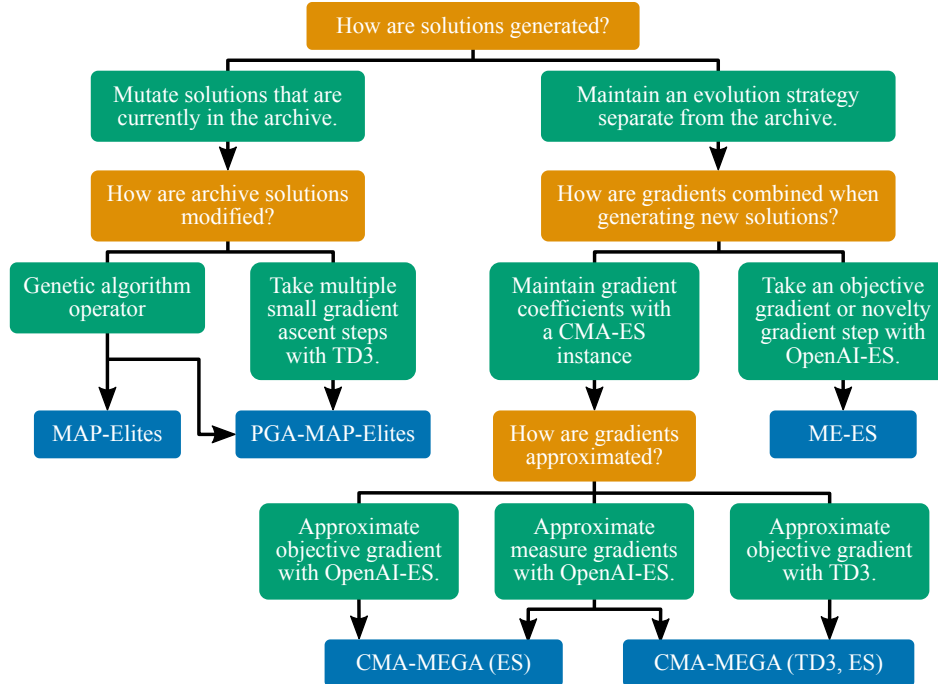 How are solutions generated?
Mutate solutions that are
currently in the archive.
Maintain an evolution strategy
separate from the archive.
How are archive solutions
modified?
How are gradients combined when
generating new solutions?
Genetic algorithm
operator
Take multiple
small gradient
ascent steps
with TD3.
Maintain gradient
coefficients with
a CMA-ES
instance
Take an objective
gradient or novelty
gradient step with
OpenAI-ES.
MAP-Elites
PGA-MAP-Elites
How are gradients
approximated?
ME-ES
Approximate
objective gradient
with OpenAI-ES.
Approximate
measure gradients
with OpenAI-ES.
Approximate
objective gradient
with TD3.
CMA-MEGA (ES)
CMA-MEGA (TD3, ES)